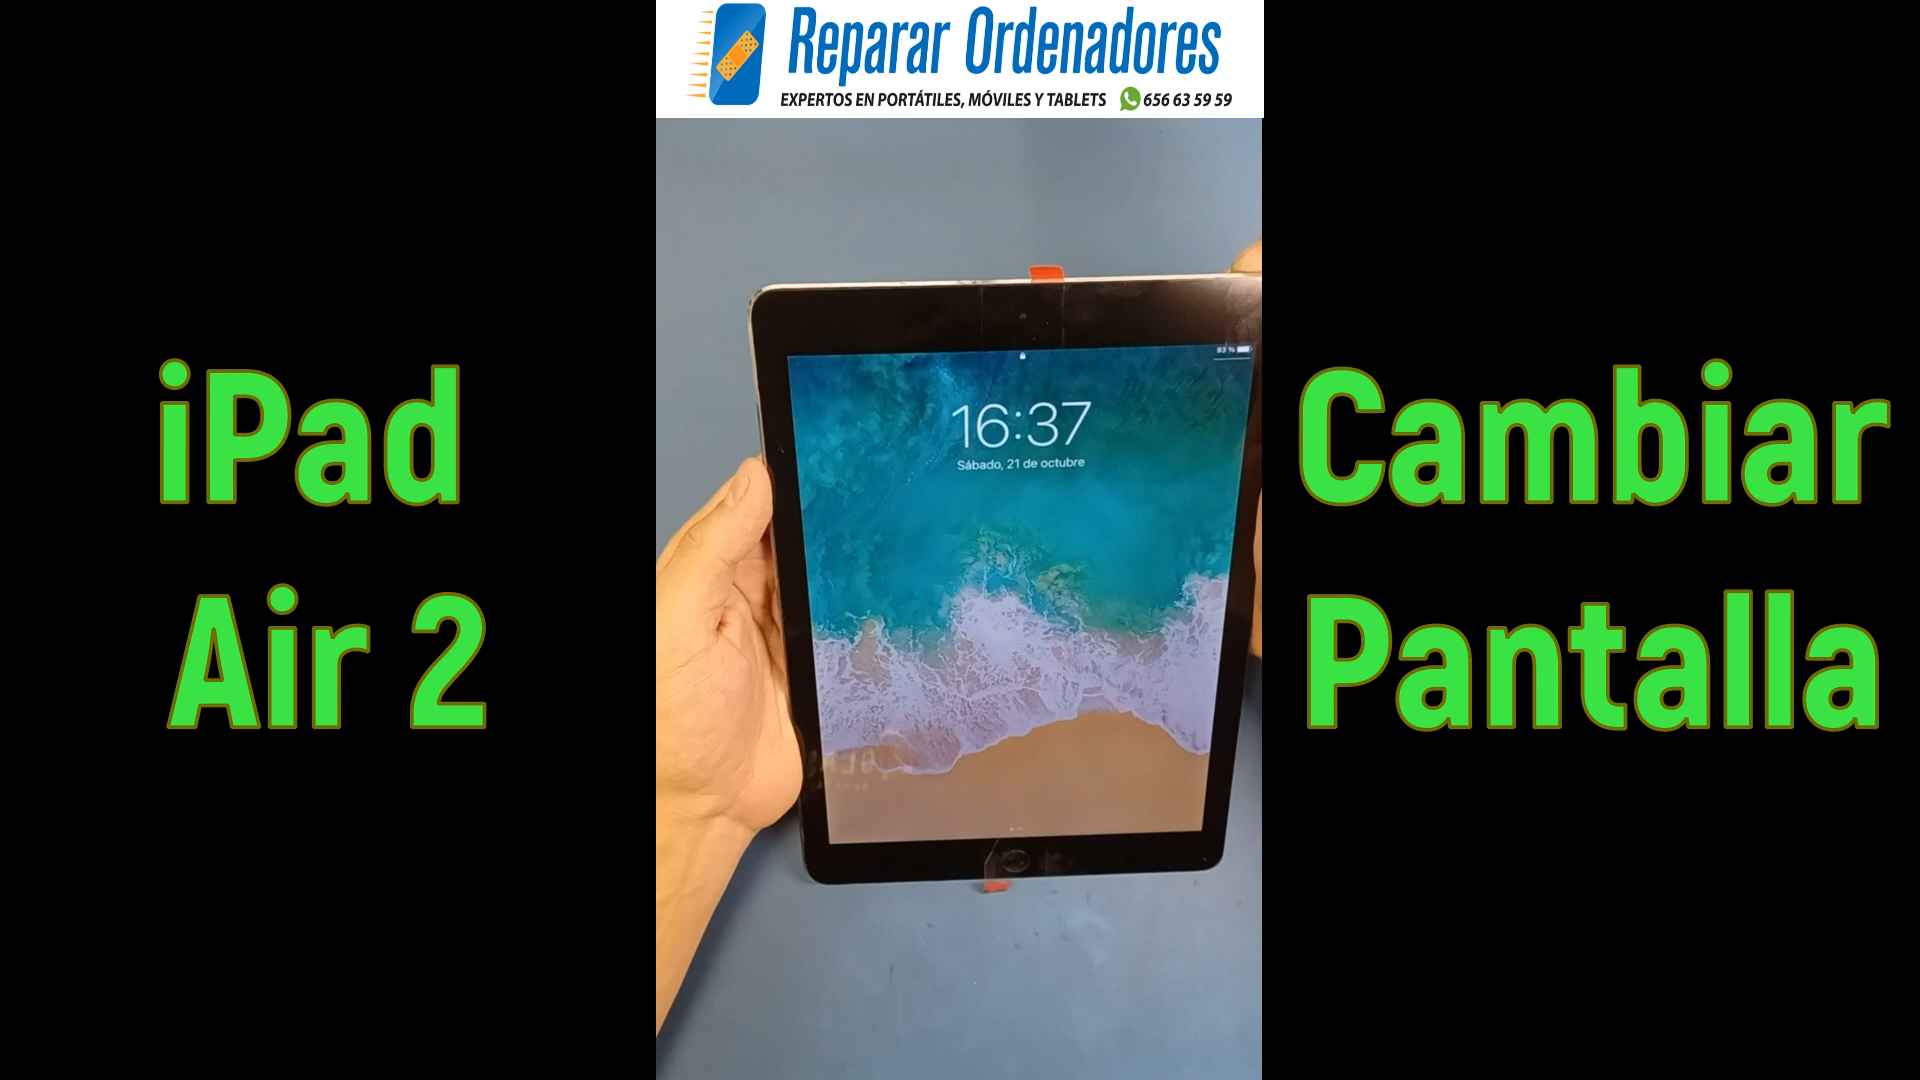 Reparar Ordenadores
EXPERTOS EN PORTÁTILES, MÓVILES Y TABLETS 656 63 59 59
iPad
Air 2
93 %
16:37
Sábado, 21 de octubre
Cambiar
Pantalla